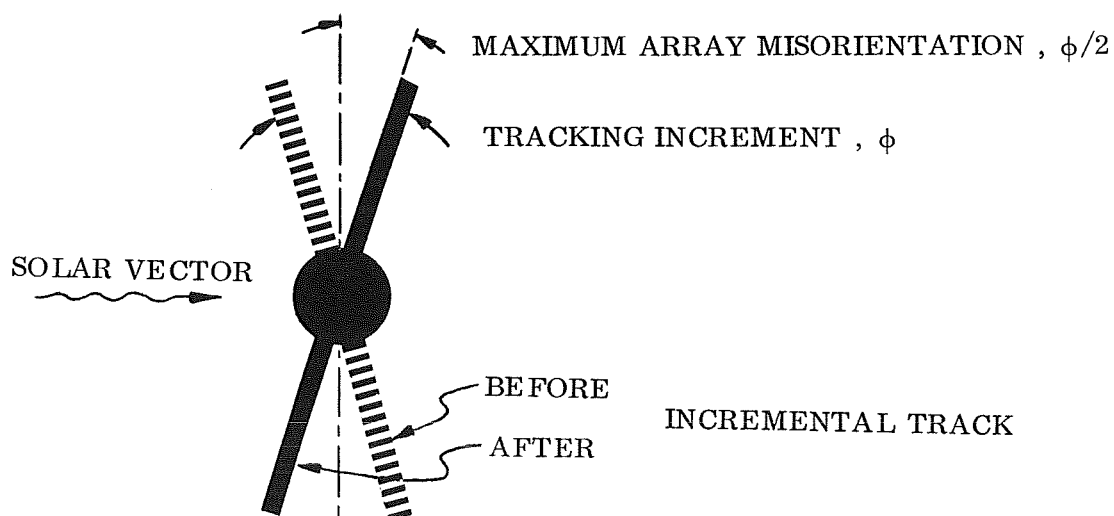 MAXIMUM ARRAY MISORIENTATION , ϕ/2
TRACKING INCREMENT , ϕ
SOLAR VECTOR
BEFORE
INCREMENTAL TRACK
AFTER